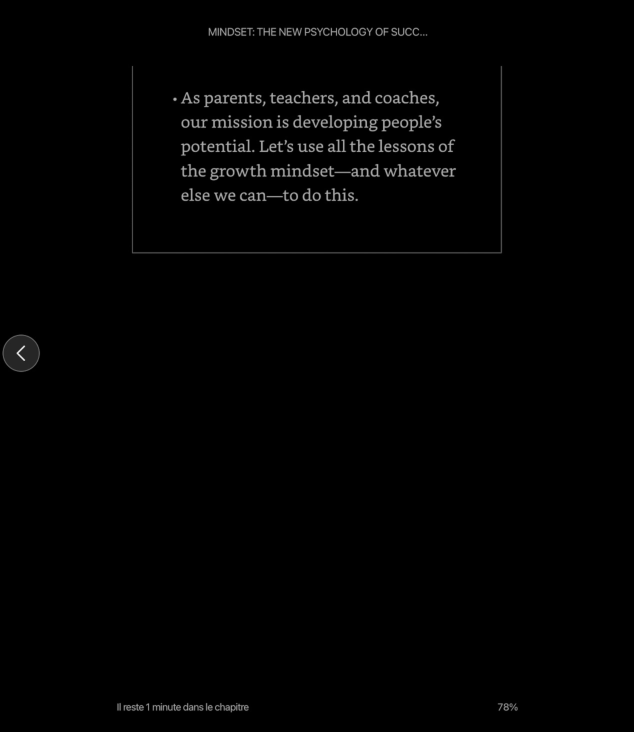 MINDSET: THE NEW PSYCHOLOGY OF SUCC...
• As parents, teachers, and coaches,
our mission is developing people’s
potential. Let’s use all the lessons of
the growth mindset—and whatever
else we can—to do this.
Il reste 1 minute dans le chapitre
78%